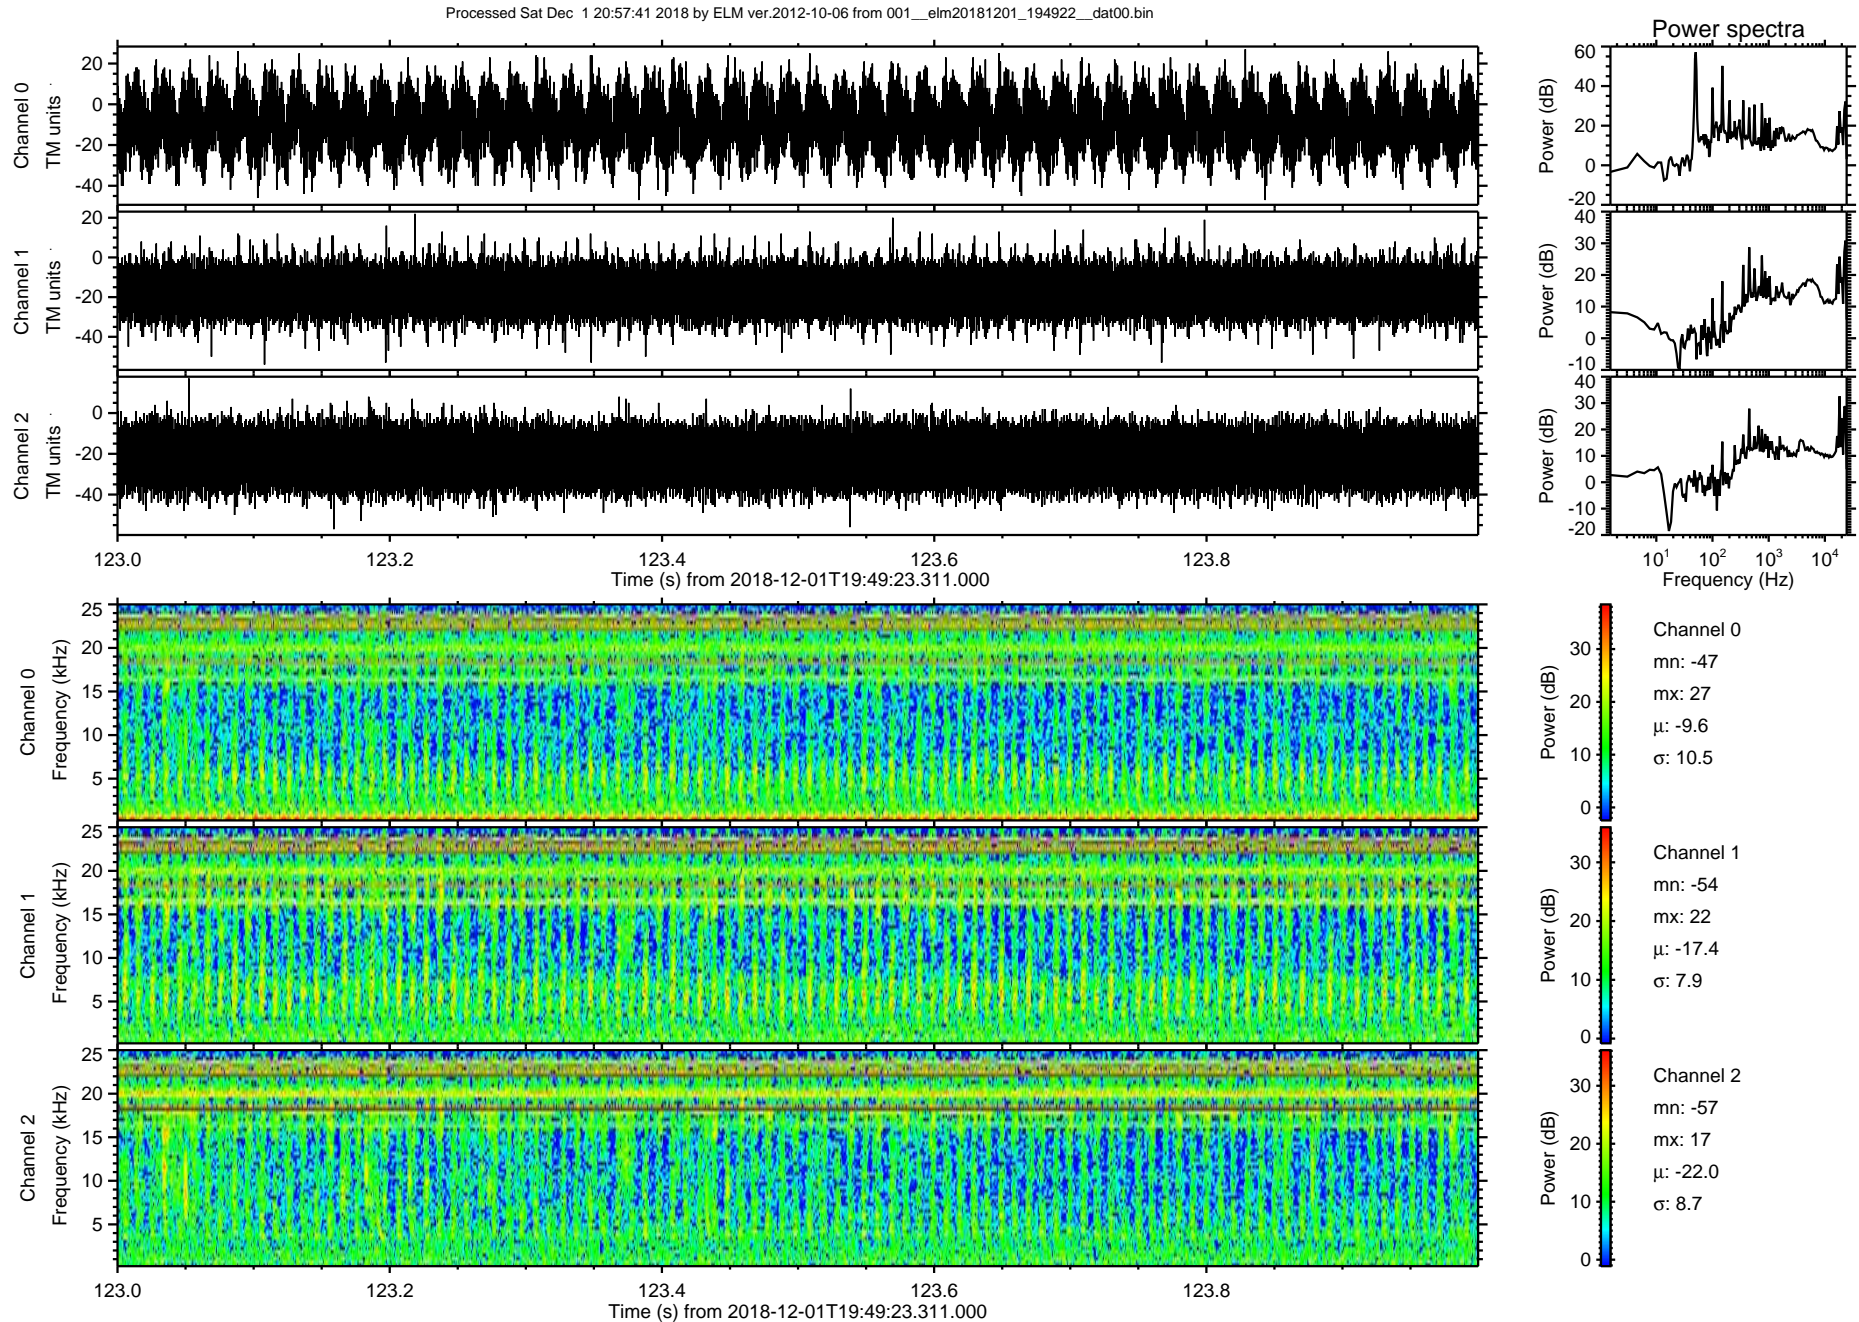 Processed Sat Dec  1 20:57:41 2018 by ELM ver.2012-10-06 from 001__elm20181201_194922__dat00.bin
Power spectra
Channel 0
TM units
20
0
-20
-40
Power (dB)
60
40
20
0
-20
Channel 1
TM units
20
0
-20
-40
Power (dB)
40
30
20
10
0
-10
Channel 2
TM units
0
-20
-40
Power (dB)
40
30
20
10
0
-10
-20
123.0 123.2 123.4 123.6 123.8
Time (s) from 2018-12-01T19:49:23.311.000
10¹ 10² 10³ 10⁴
Frequency (Hz)
Channel 0
Frequency (kHz)
25
20
15
10
5
Power (dB)
30
20
10
0
Channel 0
mn: -47
mx: 27
µ: -9.6
σ: 10.5
Channel 1
Frequency (kHz)
25
20
15
10
5
Power (dB)
30
20
10
0
Channel 1
mn: -54
mx: 22
µ: -17.4
σ: 7.9
Channel 2
Frequency (kHz)
25
20
15
10
5
Power (dB)
30
20
10
0
Channel 2
mn: -57
mx: 17
µ: -22.0
σ: 8.7
123.0 123.2 123.4 123.6 123.8
Time (s) from 2018-12-01T19:49:23.311.000